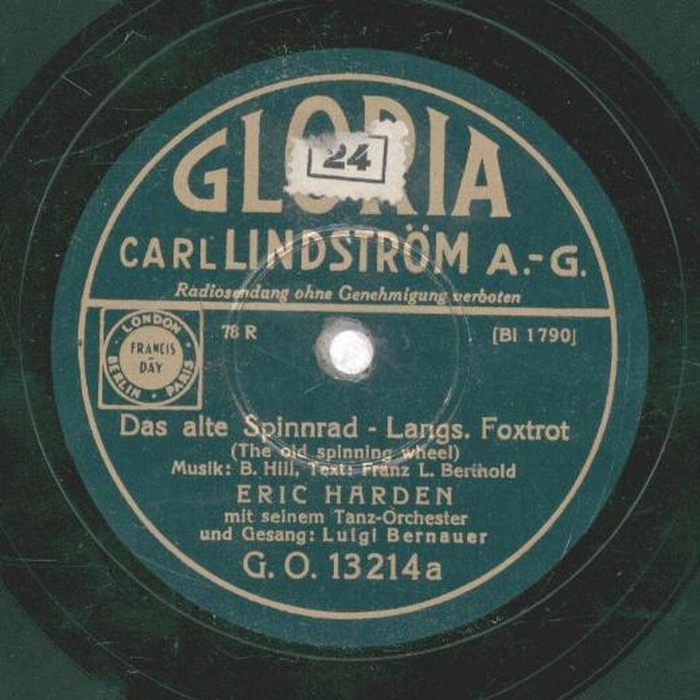 GLORIA
24
CARL LINDSTRÖM A.-G.
Radiosendung ohne Genehmigung verboten
LONDON
FRANCIS - DAY
BERLIN • PARIS
78 R
[Bi 1790]
Das alte Spinnrad - Langs. Foxtrot
(The old spinning wheel)
Musik: B. Hill, Text: Franz L. Berthold
ERIC HARDEN
mit seinem Tanz-Orchester
und Gesang: Luigi Bernauer
G. O. 13214a